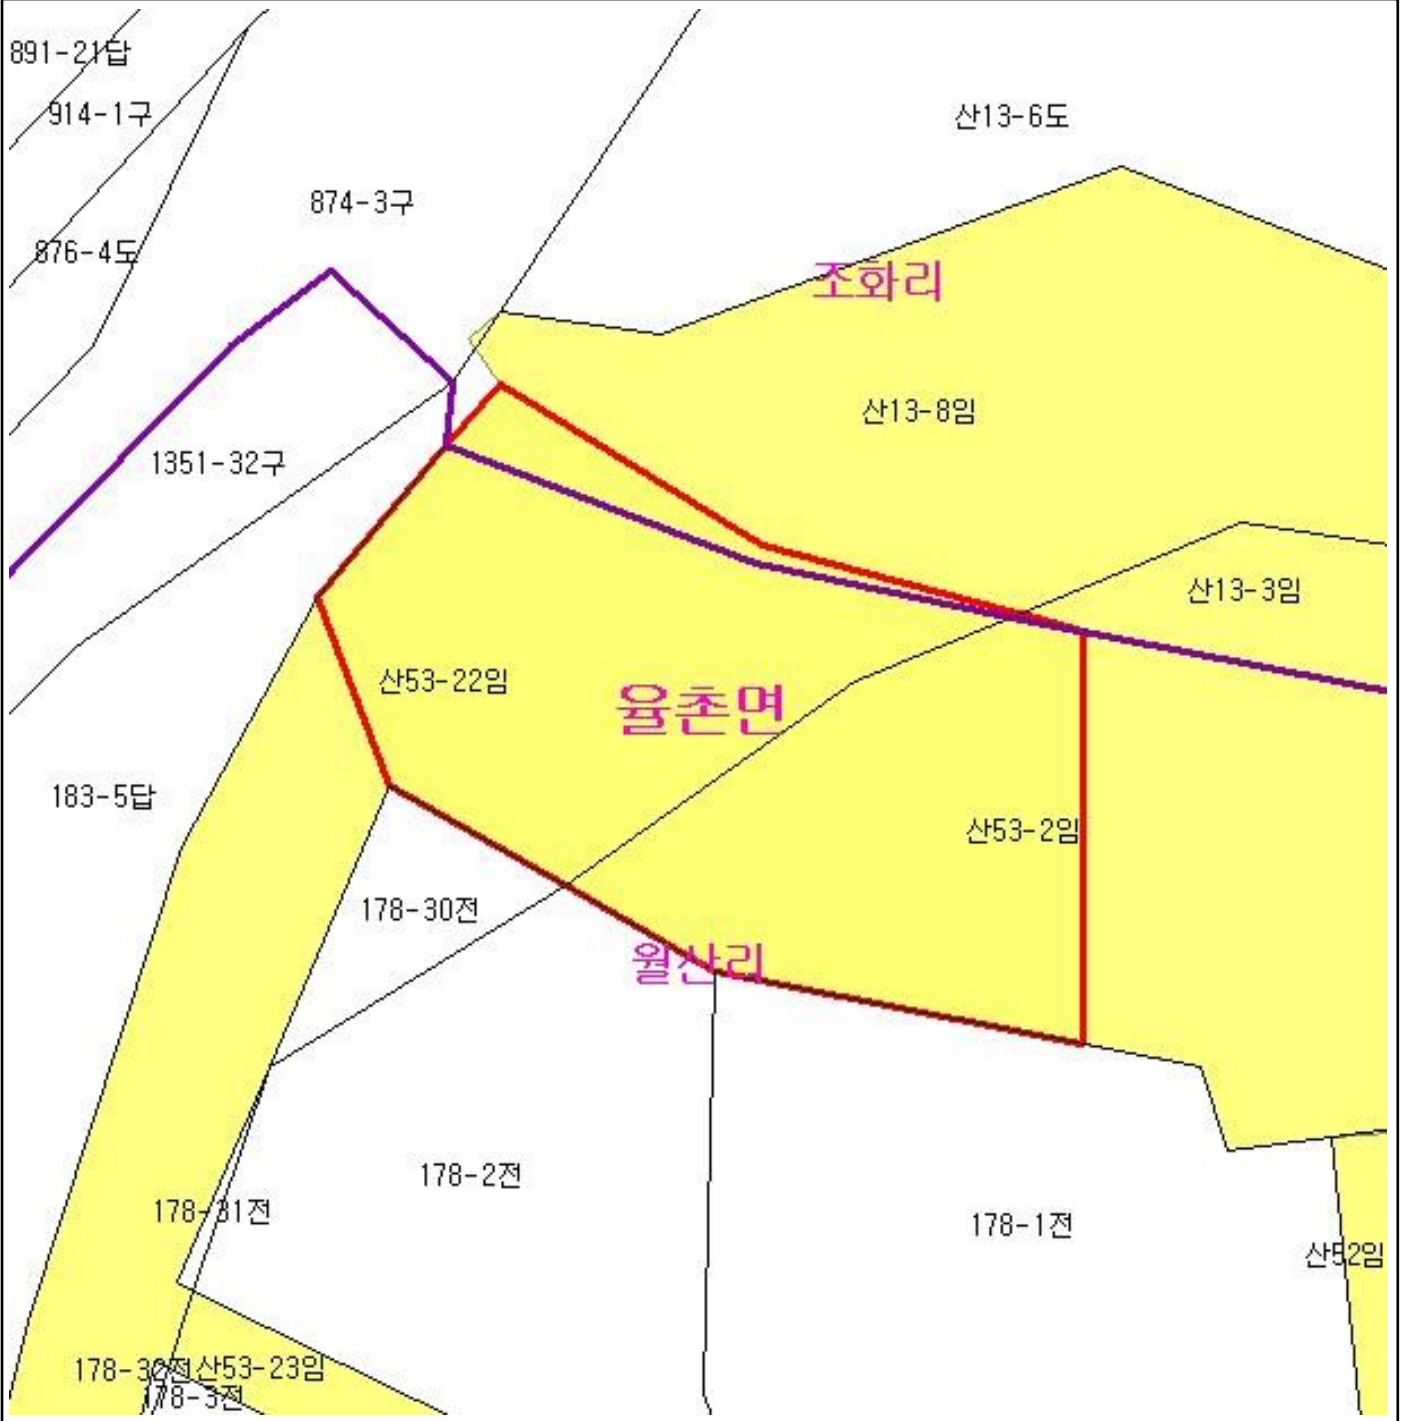 891-21답
914-1구
산13-6도
874-3구
876-4도
조화리
산13-8임
1351-32구
산13-3임
산53-22임
율촌면
183-5답
산53-2임
178-30전
월산리
178-2전
178-31전
178-1전
산52임
산53-23임
178-3전